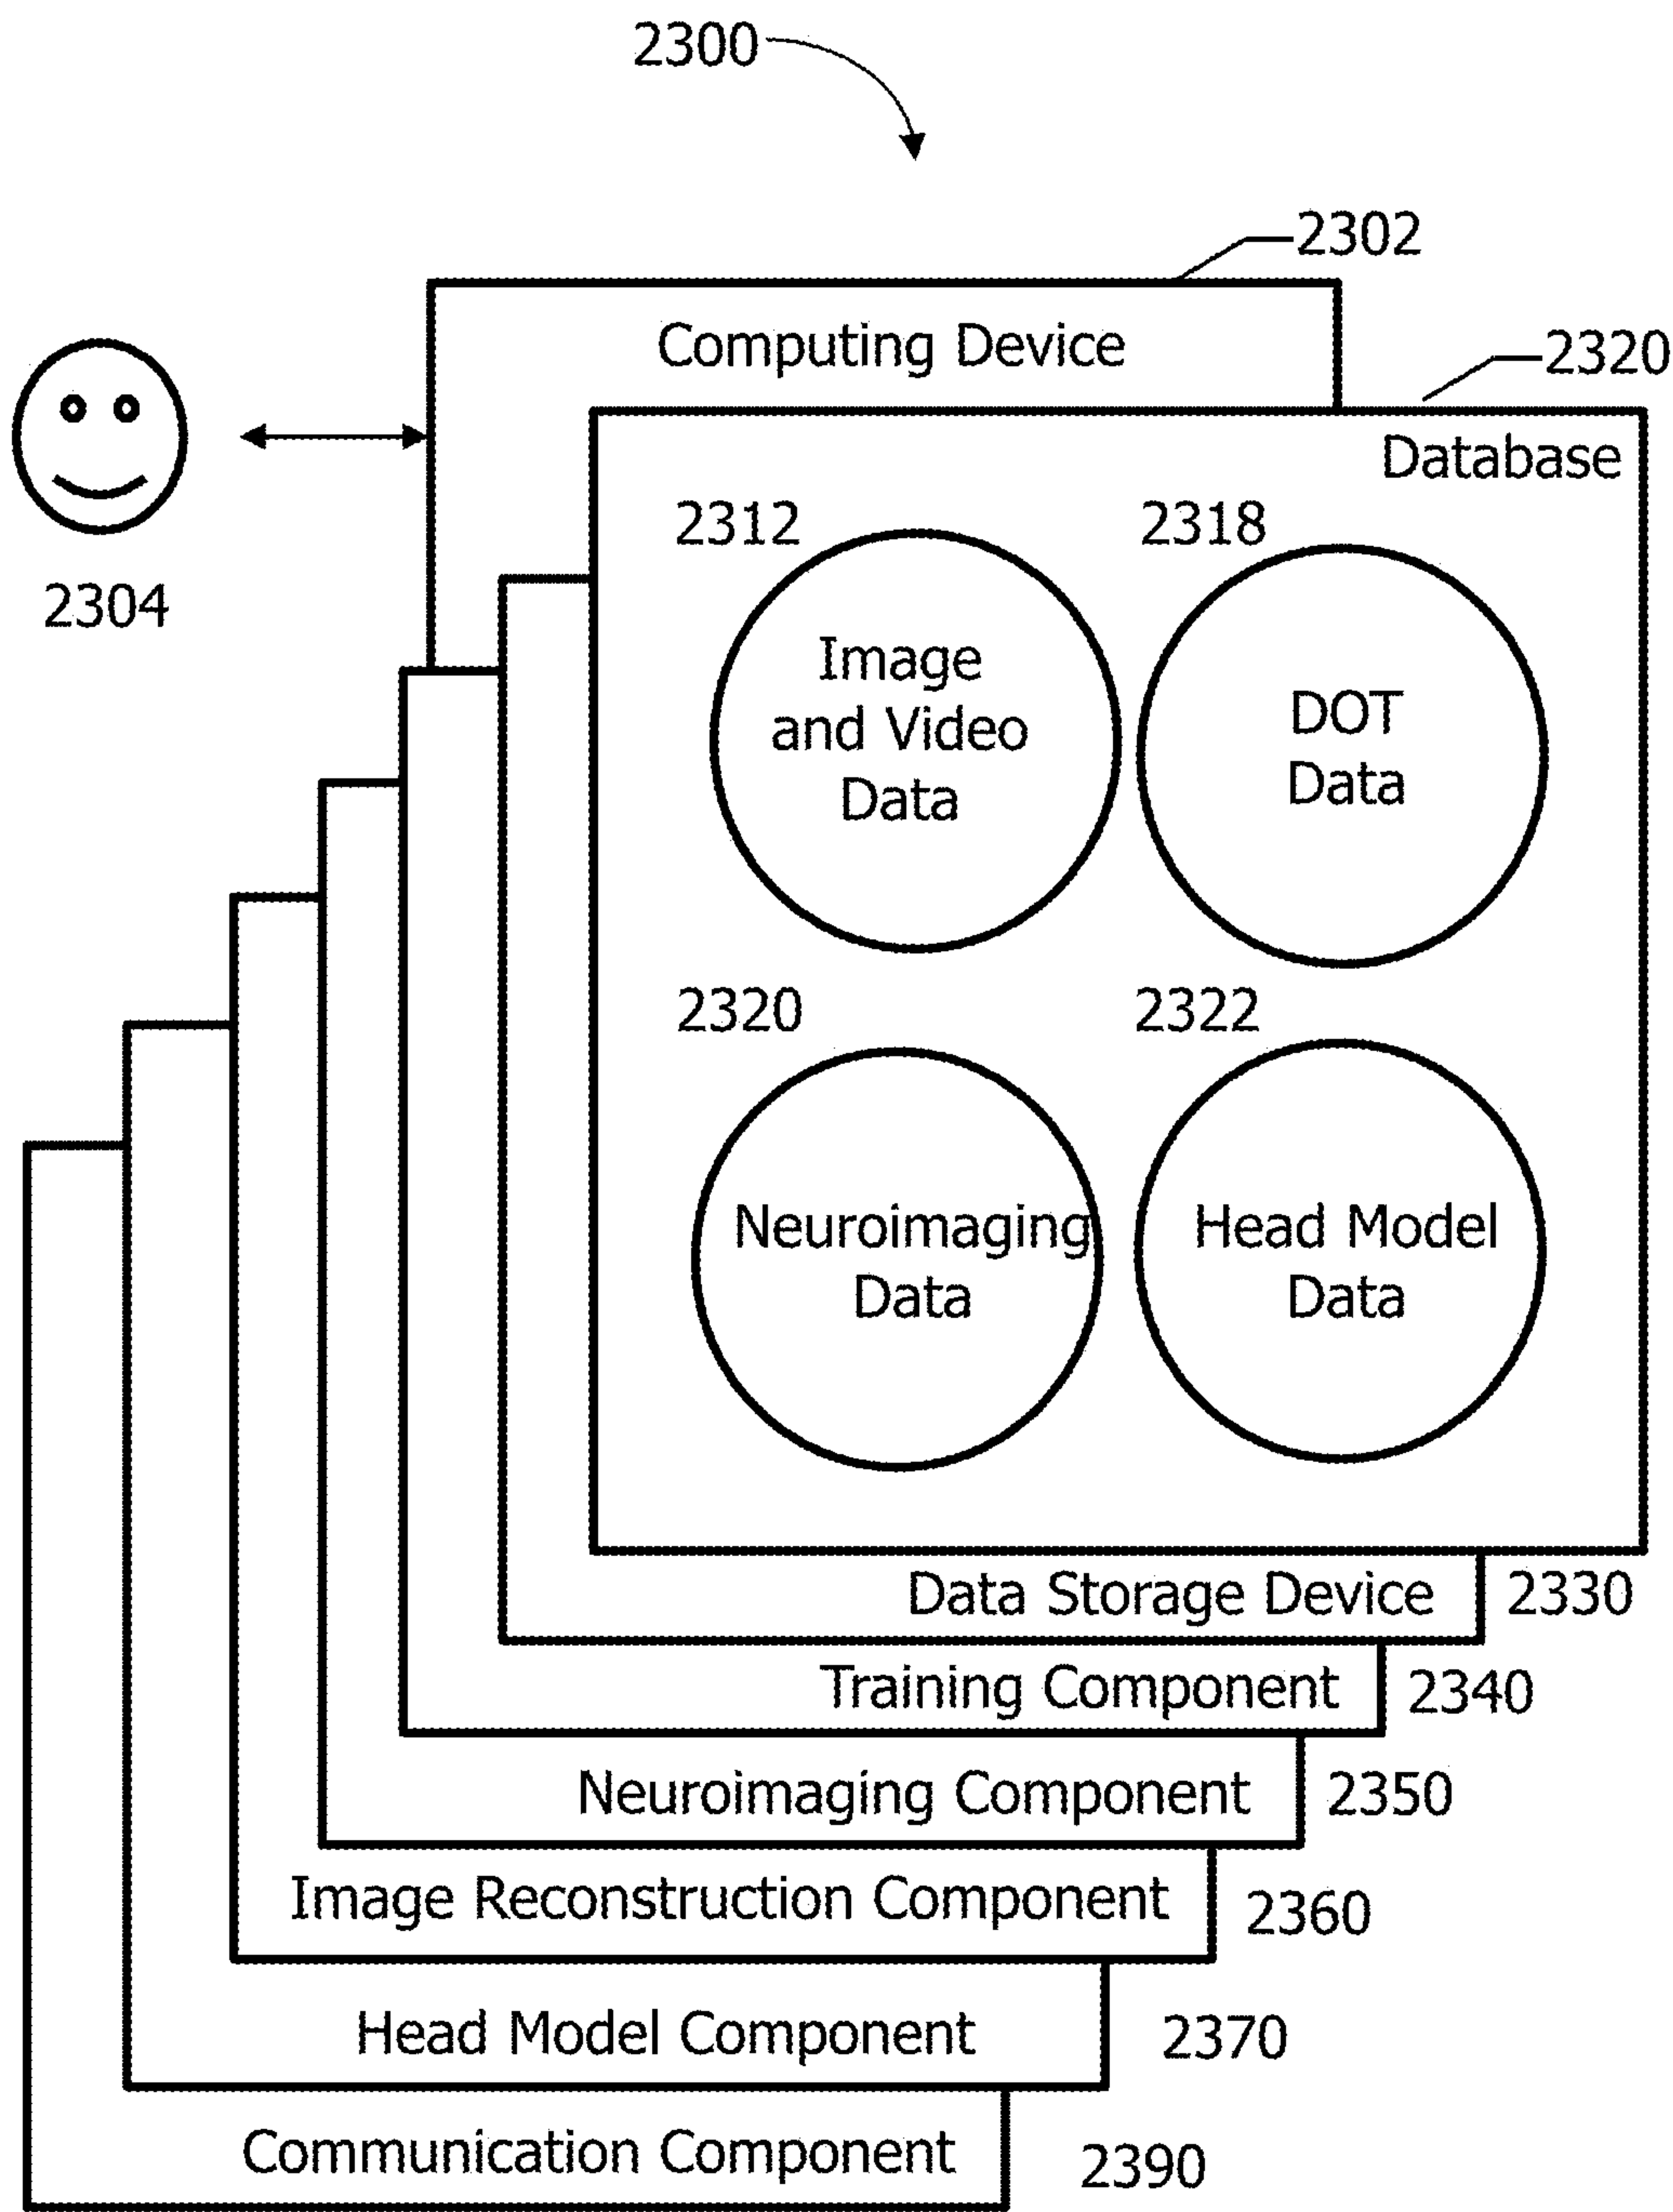 2300
2302
Computing Device
2320
Database
2304
2312
2318
Image
and Video
Data
DOT
Data
2320
2322
Neuroimaging
Data
Head Model
Data
Data Storage Device
2330
Training Component
2340
Neuroimaging Component
2350
Image Reconstruction Component
2360
Head Model Component
2370
Communication Component
2390